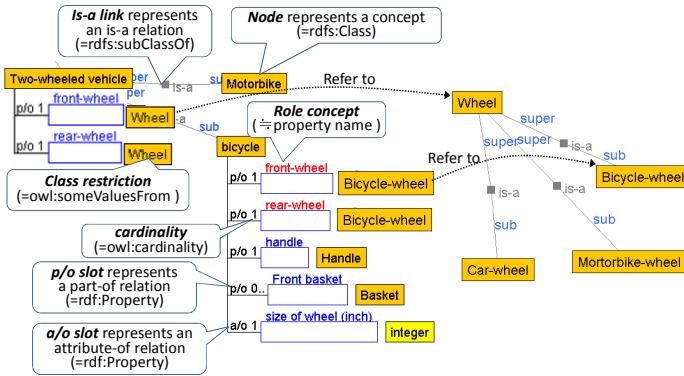 Is-a link represents
an is-a relation
(=rdfs:subClassOf)
Node represents a concept
(=rdfs:Class)
Two-wheeled vehicle
per
is-a
su
Motorbike
Refer to
front-wheel
per
p/o 1
Wheel
-a
sub
rear-wheel
p/o 1
Wheel
Class restriction
(=owl:someValuesFrom )
bicycle
Role concept
(≒property name )
front-wheel
p/o 1
Bicycle-wheel
rear-wheel
p/o 1
Bicycle-wheel
cardinality
(=owl:cardinality)
handle
p/o 1
Handle
p/o slot represents
a part-of relation
(=rdf:Property)
Front basket
p/o 0..
Basket
size of wheel (inch)
a/o 1
integer
a/o slot represents an
attribute-of relation
(=rdf:Property)
Wheel
super
super
super
is-a
Refer to
sub
Bicycle-wheel
is-a
is-a
sub
sub
Car-wheel
Mortorbike-wheel